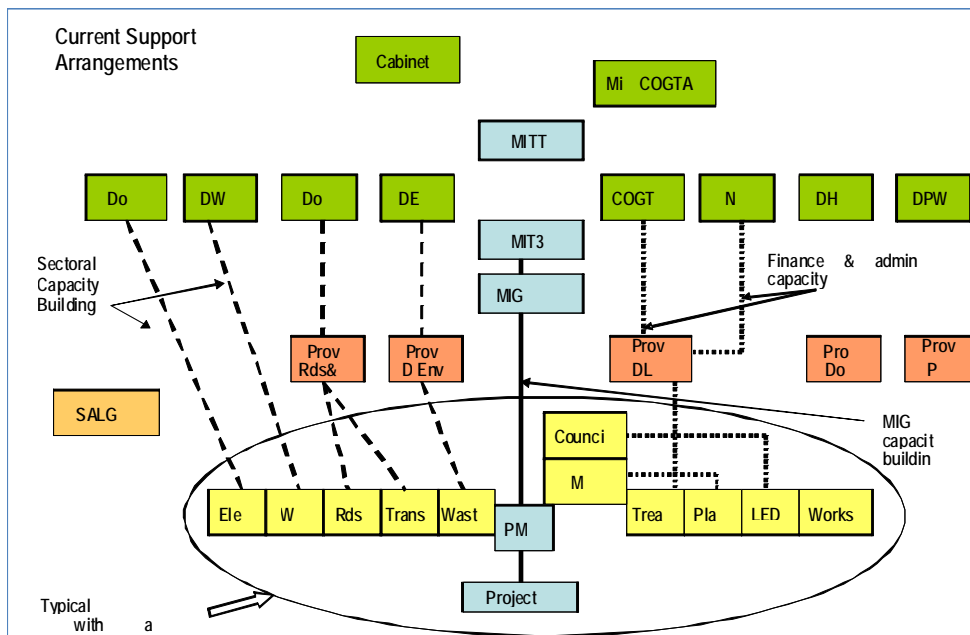 Current Support
Arrangements
Cabinet
Mi COGTA
MITT
Do
DW
Do
DE
COGT
N
DH
DPW
MIT3
Sectoral
Capacity
Building
Finance & admin
capacity
MIG
Prov
Rds&
Prov
D Env
Prov
DL
Pro
Do
Prov
P
SALG
MIG
capacit
buildin
Counci
M
Ele
W
Rds
Trans
Wast
PM
Trea
Pla
LED
Works
Project
Typical
with a